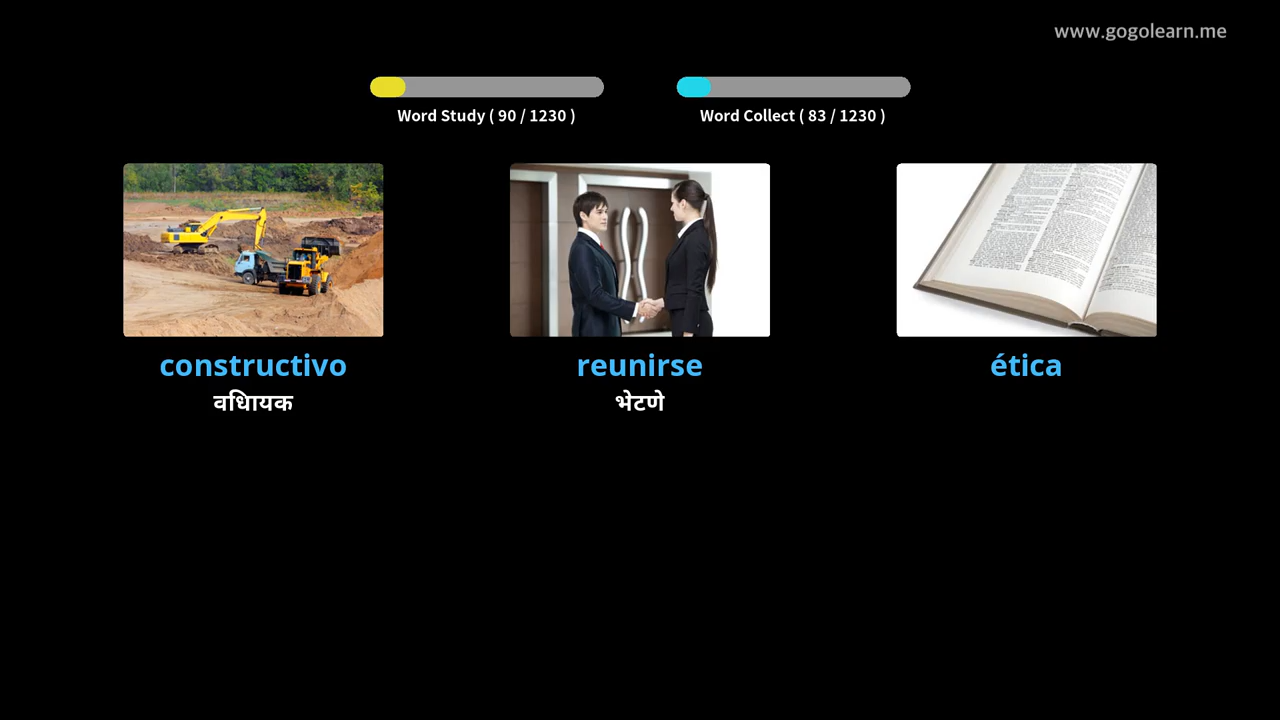 www.gogolearn.me
Word Study ( 90 / 1230 )
Word Collect ( 83 / 1230 )
constructivo
reunirse
ética
विधायक
भेटणे